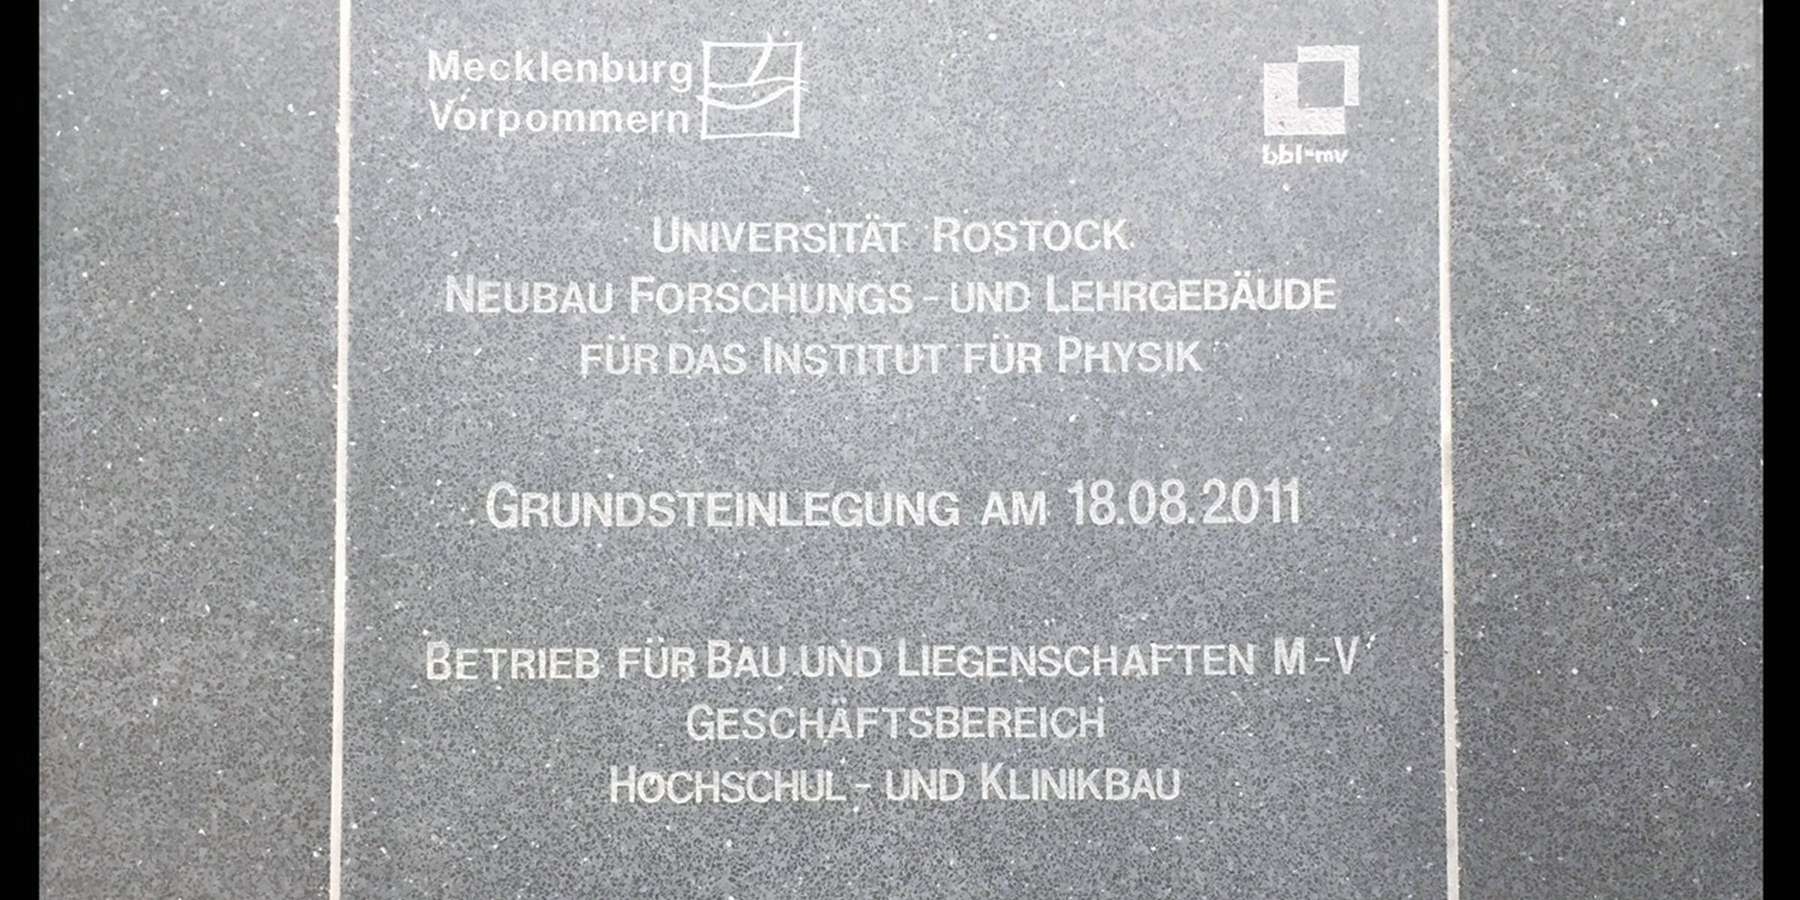 Mecklenburg
Vorpommern
bbl-mv
UNIVERSITÄT ROSTOCK
NEUBAU FORSCHUNGS - UND LEHRGEBÄUDE
FÜR DAS INSTITUT FÜR PHYSIK
GRUNDSTEINLEGUNG AM 18.08.2011
BETRIEB FÜR BAU UND LIEGENSCHAFTEN M-V
GESCHÄFTSBEREICH
HOCHSCHUL- UND KLINIKBAU